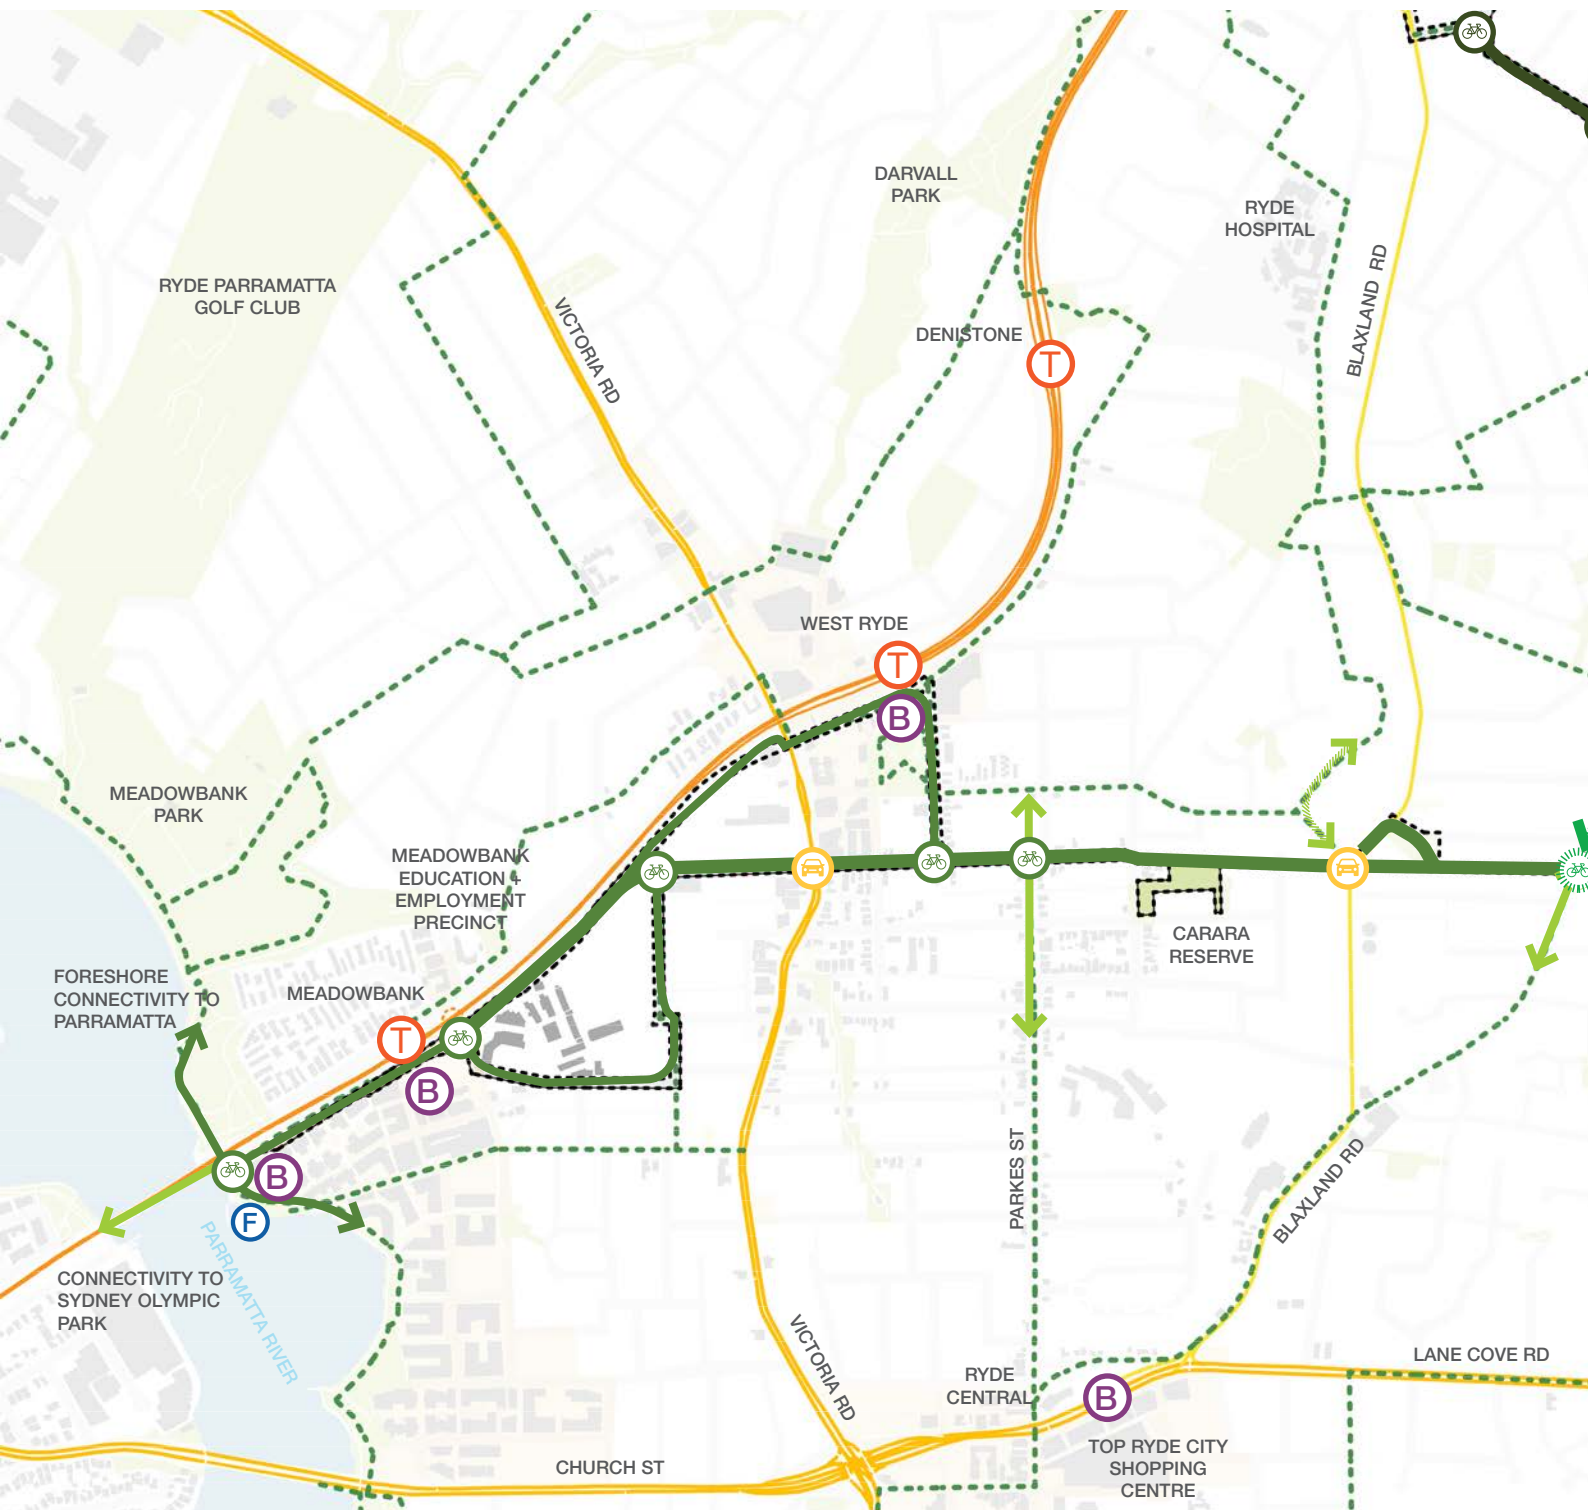 DARVALL
PARK
RYDE
HOSPITAL
BLAXLAND RD
RYDE PARRAMATTA
GOLF CLUB
VICTORIA RD
DENISTONE
T
WEST RYDE
T
B
MEADOWBANK
PARK
MEADOWBANK
EDUCATION +
EMPLOYMENT
PRECINCT
CARARA
RESERVE
FORESHORE
CONNECTIVITY TO
PARRAMATTA
MEADOWBANK
T
B
B
F
PARKES ST
BLAXLAND RD
PARRAMATTA RIVER
CONNECTIVITY TO
SYDNEY OLYMPIC
PARK
VICTORIA RD
LANE COVE RD
RYDE
CENTRAL
B
TOP RYDE CITY
SHOPPING
CENTRE
CHURCH ST